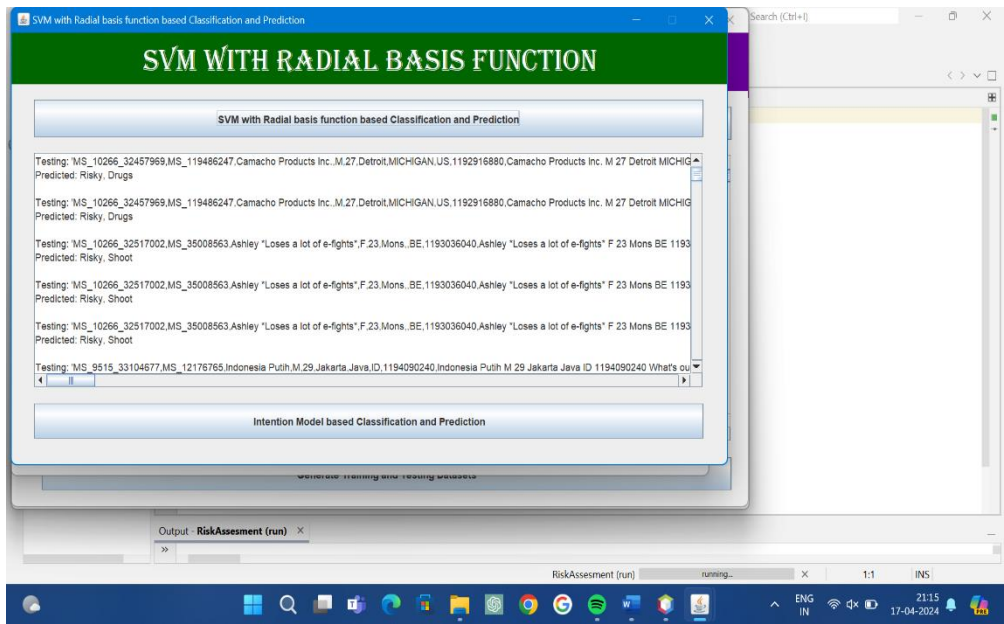 SVM with Radial basis function based Classification and Prediction
Search (Ctrl+I)
SVM WITH RADIAL BASIS FUNCTION
SVM with Radial basis function based Classification and Prediction
Testing: 'MS_10266_32457969,MS_119486247,Camacho Products Inc.,M,27,Detroit,MICHIGAN,US,1192916880,Camacho Products Inc. M 27 Detroit MICHIG
Predicted: Risky, Drugs
Testing: 'MS_10266_32457969,MS_119486247,Camacho Products Inc.,M,27,Detroit,MICHIGAN,US,1192916880,Camacho Products Inc. M 27 Detroit MICHIG
Predicted: Risky, Drugs
Testing: 'MS_10266_32517002,MS_35008563,Ashley "Loses a lot of e-fights",F,23,Mons,,BE,1193036040,Ashley "Loses a lot of e-fights" F 23 Mons BE 1193
Predicted: Risky, Shoot
Testing: 'MS_10266_32517002,MS_35008563,Ashley "Loses a lot of e-fights",F,23,Mons,,BE,1193036040,Ashley "Loses a lot of e-fights" F 23 Mons BE 1193
Predicted: Risky, Shoot
Testing: 'MS_10266_32517002,MS_35008563,Ashley "Loses a lot of e-fights",F,23,Mons,,BE,1193036040,Ashley "Loses a lot of e-fights" F 23 Mons BE 1193
Predicted: Risky, Shoot
Testing: 'MS_9515_33104677,MS_12176765,Indonesia Putih,M,29,Jakarta,Java,ID,1194090240,Indonesia Putih M 29 Jakarta Java ID 1194090240 What's ou
Intention Model based Classification and Prediction
Generate Training and Testing Datasets
Output - RiskAssesment (run)
RiskAssesment (run) running... 1:1 INS
ENG IN 21:15
17-04-2024